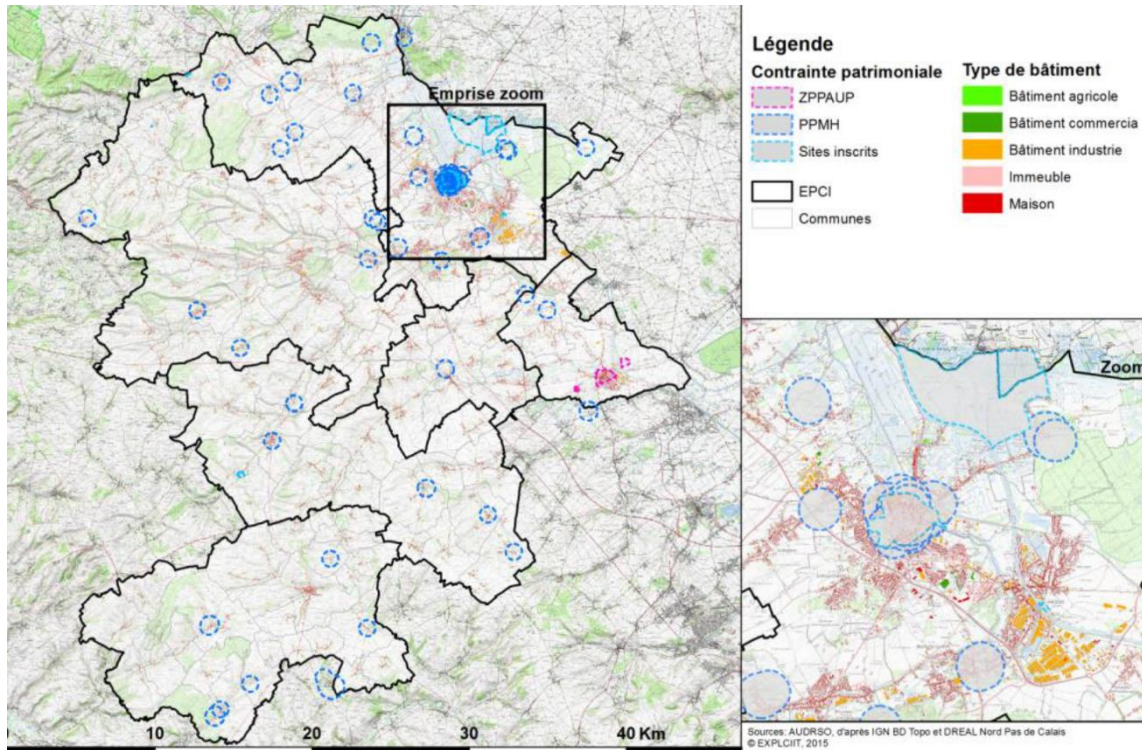 Emprise zoom
10
20
30
40 Km
Légende
Contrainte patrimoniale
ZPPAUP
PPMH
Sites inscrits
EPCI
Communes
Type de bâtiment
Bâtiment agricole
Bâtiment commercia
Bâtiment industrie
Immeuble
Maison
Zoom
Sources: AUDRSO, d'après IGN BD Topo et DREAL Nord Pas de Calais
© EXPLCIIT, 2015